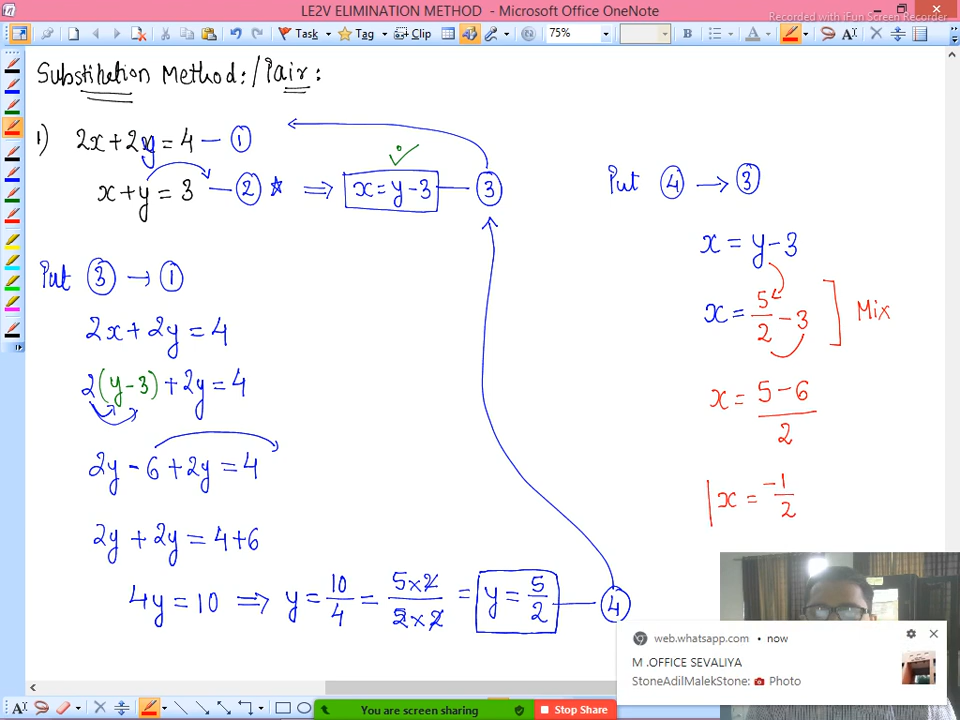 LE2V ELIMINATION METHOD - Microsoft Office OneNote
Recorded with iFun Screen Recorder
Task Tag Clip 75% B
Substitution Method: / Pair:
1) 2x + 2y = 4 — ①
x + y = 3 — ② ⇒ x = y - 3 — ③
Put ③ → ①
2x + 2y = 4
2(y - 3) + 2y = 4
2y - 6 + 2y = 4
2y + 2y = 4 + 6
4y = 10 ⇒ y = 10/4 = 5×2/2×2 = y = 5/2 — ④
Put ④ → ③
x = y - 3
x = 5/2 - 3 ] Mix
x = 5-6/2
x = -1/2
web.whatsapp.com • now
M .OFFICE SEVALIYA
StoneAdilMalekStone: Photo
You are screen sharing
Stop Share